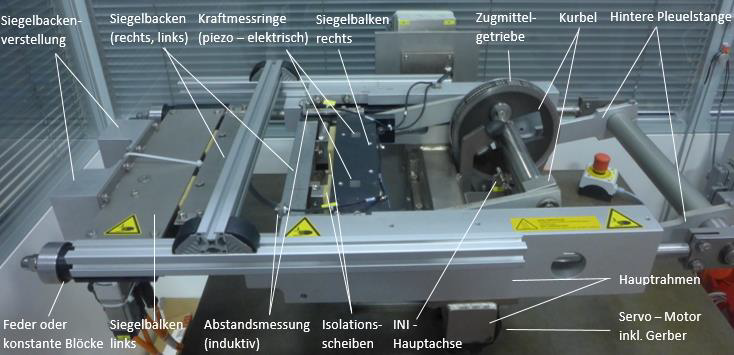 Siegelbacken-
verstellung
Siegelbacken
(rechts, links)
Kraftmessringe
(piezo – elektrisch)
Siegelbalken
rechts
Zugmittel-
getriebe
Kurbel
Hintere Pleuelstange
Feder oder
konstante Blöcke
Siegelbalken
links
Abstandsmessung
(induktiv)
Isolations-
scheiben
INI -
Hauptachse
Hauptrahmen
Servo – Motor
inkl. Gerber